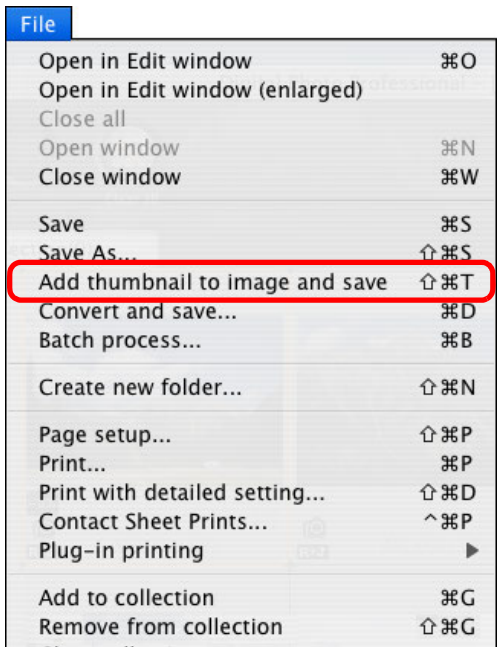 File
Open in Edit window ⌘O
Open in Edit window (enlarged)
Close all
Open window ⌘N
Close window ⌘W
Save ⌘S
Save As... ⇧⌘S
Add thumbnail to image and save ⇧⌘T
Convert and save... ⌘D
Batch process... ⌘B
Create new folder... ⇧⌘N
Page setup... ⇧⌘P
Print... ⌘P
Print with detailed setting... ⇧⌘D
Contact Sheet Prints... ^⌘P
Plug-in printing ▶
Add to collection ⌘G
Remove from collection ⇧⌘G